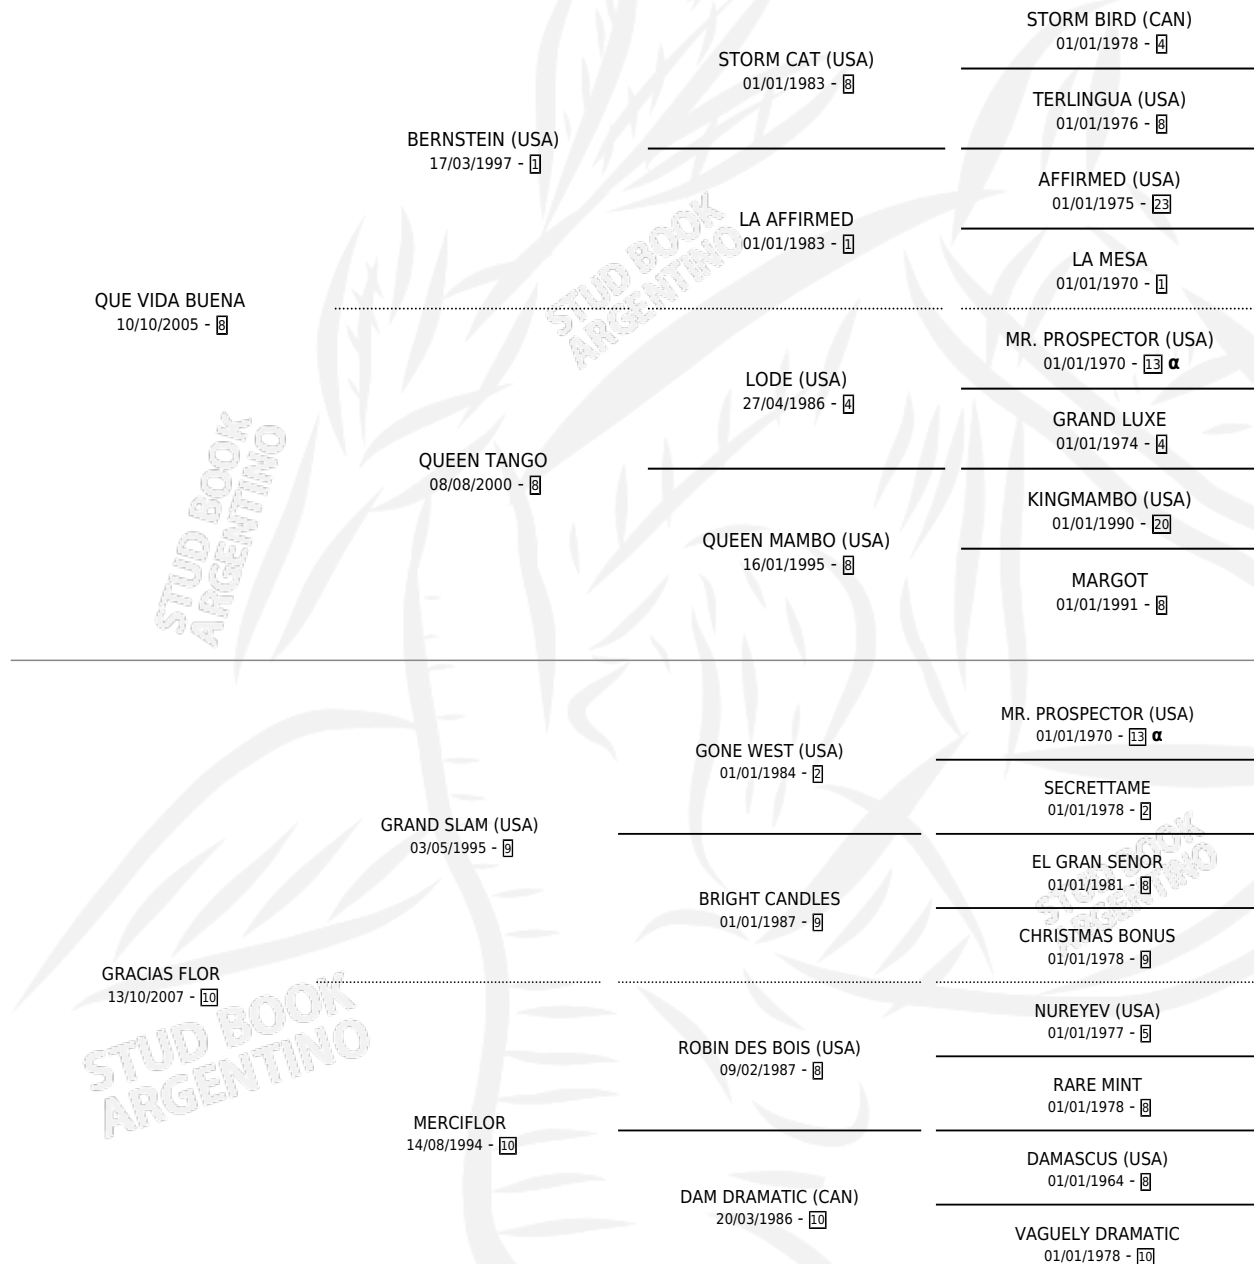 STORM BIRD (CAN)
01/01/1978 - 4
STORM CAT (USA)
01/01/1983 - 8
TERLINGUA (USA)
01/01/1976 - 8
BERNSTEIN (USA)
17/03/1997 - 1
AFFIRMED (USA)
01/01/1975 - 23
LA AFFIRMED
01/01/1983 - 1
LA MESA
01/01/1970 - 1
QUE VIDA BUENA
10/10/2005 - 8
MR. PROSPECTOR (USA)
01/01/1970 - 13 α
LODE (USA)
27/04/1986 - 4
GRAND LUXE
01/01/1974 - 4
QUEEN TANGO
08/08/2000 - 8
KINGMAMBO (USA)
01/01/1990 - 20
QUEEN MAMBO (USA)
16/01/1995 - 8
MARGOT
01/01/1991 - 8
STUD BOOK
ARGENTINO
STUD BOOK
ARGENTINO
MR. PROSPECTOR (USA)
01/01/1970 - 13 α
GONE WEST (USA)
01/01/1984 - 2
SECRETTAME
01/01/1978 - 2
GRAND SLAM (USA)
03/05/1995 - 9
EL GRAN SENOR
01/01/1981 - 8
BRIGHT CANDLES
01/01/1987 - 9
CHRISTMAS BONUS
01/01/1978 - 9
STUD BOOK
ARGENTINO
GRACIAS FLOR
13/10/2007 - 10
STUD BOOK
ARGENTINO
NUREYEV (USA)
01/01/1977 - 5
ROBIN DES BOIS (USA)
09/02/1987 - 8
RARE MINT
01/01/1978 - 8
MERCIFLOR
14/08/1994 - 10
DAMASCUS (USA)
01/01/1964 - 8
DAM DRAMATIC (CAN)
20/03/1986 - 10
VAGUELY DRAMATIC
01/01/1978 - 10